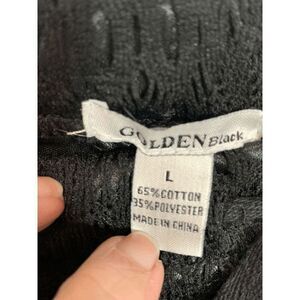 GOLDEN Black
L
65% COTTON
35% POLYESTER
MADE IN CHINA